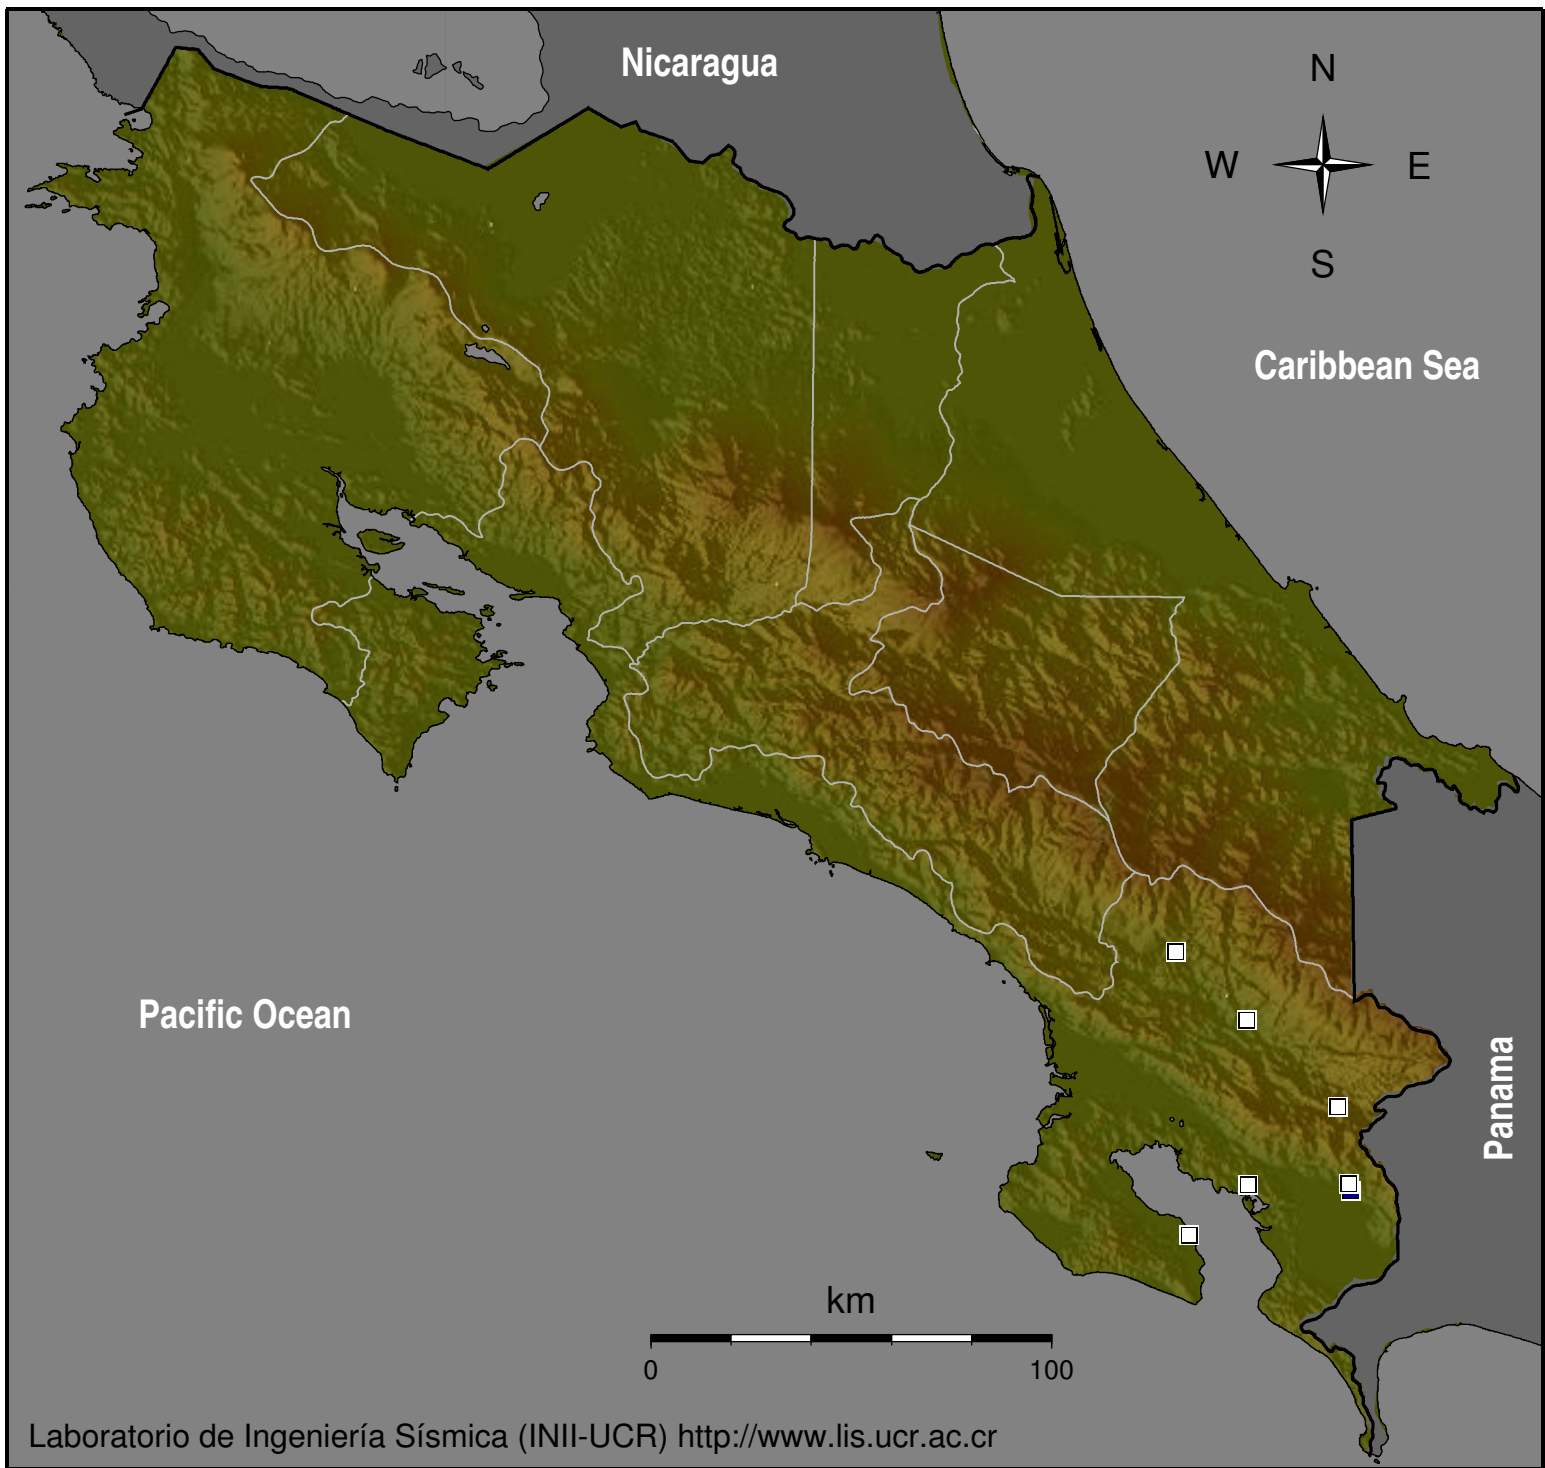 Nicaragua
N
W E
S
Caribbean Sea
Pacific Ocean
Panama
km
0 100
Laboratorio de Ingeniería Sísmica (INII-UCR) http://www.lis.ucr.ac.cr